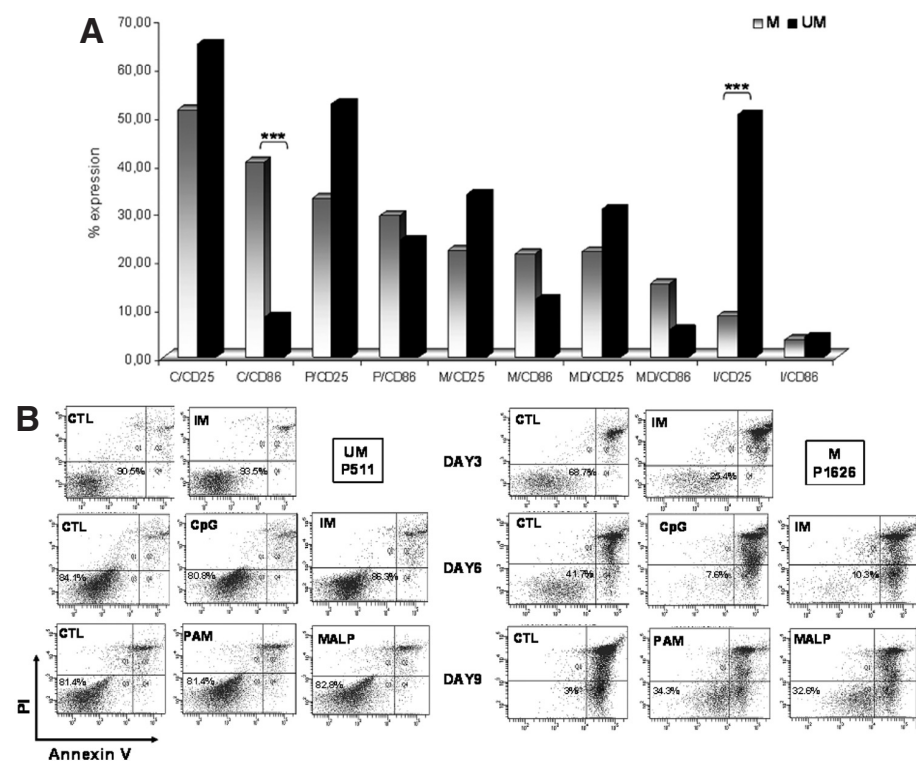 A
M UM
70,00
60,00
50,00
40,00
30,00
20,00
10,00
0,00
% expression
***
***
C/CD25 C/CD86 P/CD25 P/CD86 M/CD25 M/CD86 MD/CD25 MD/CD86 I/CD25 I/CD86
B
CTL IM
90.5% 93.5%
UM
P511
DAY3
CTL IM
68.7% 25.4%
M
P1626
CTL CpG IM
84.1% 80.8% 86.3%
DAY6
CTL CpG IM
41.7% 7.6% 10.3%
CTL PAM MALP
81.4% 81.4% 82.8%
DAY9
CTL PAM MALP
3% 34.3% 32.6%
PI
Annexin V